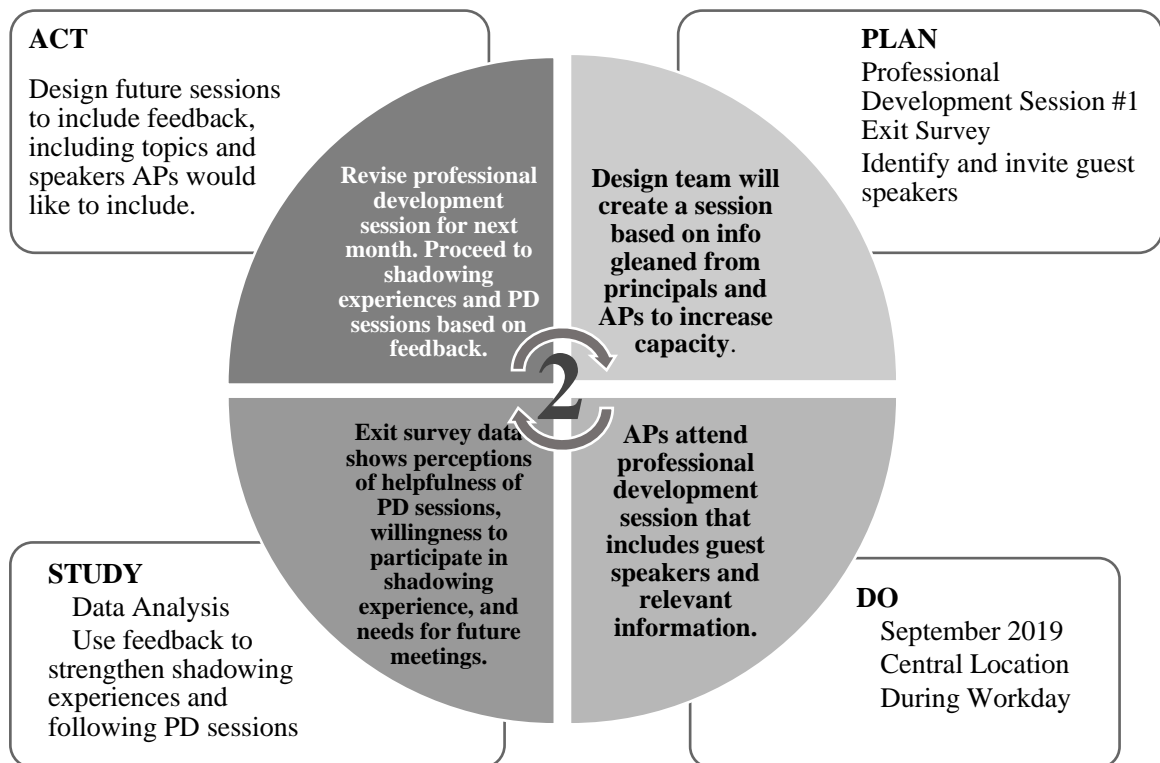 ACT
Design future sessions
to include feedback,
including topics and
speakers APs would
like to include.
PLAN
Professional
Development Session #1
Exit Survey
Identify and invite guest
speakers
Revise professional
development
session for next
month. Proceed to
shadowing
experiences and PD
sessions based on
feedback.
Design team will
create a session
based on info
gleaned from
principals and
APs to increase
capacity.
2
Exit survey data
shows perceptions
of helpfulness of
PD sessions,
willingness to
participate in
shadowing
experience, and
needs for future
meetings.
APs attend
professional
development
session that
includes guest
speakers and
relevant
information.
STUDY
Data Analysis
Use feedback to
strengthen shadowing
experiences and
following PD sessions
DO
September 2019
Central Location
During Workday